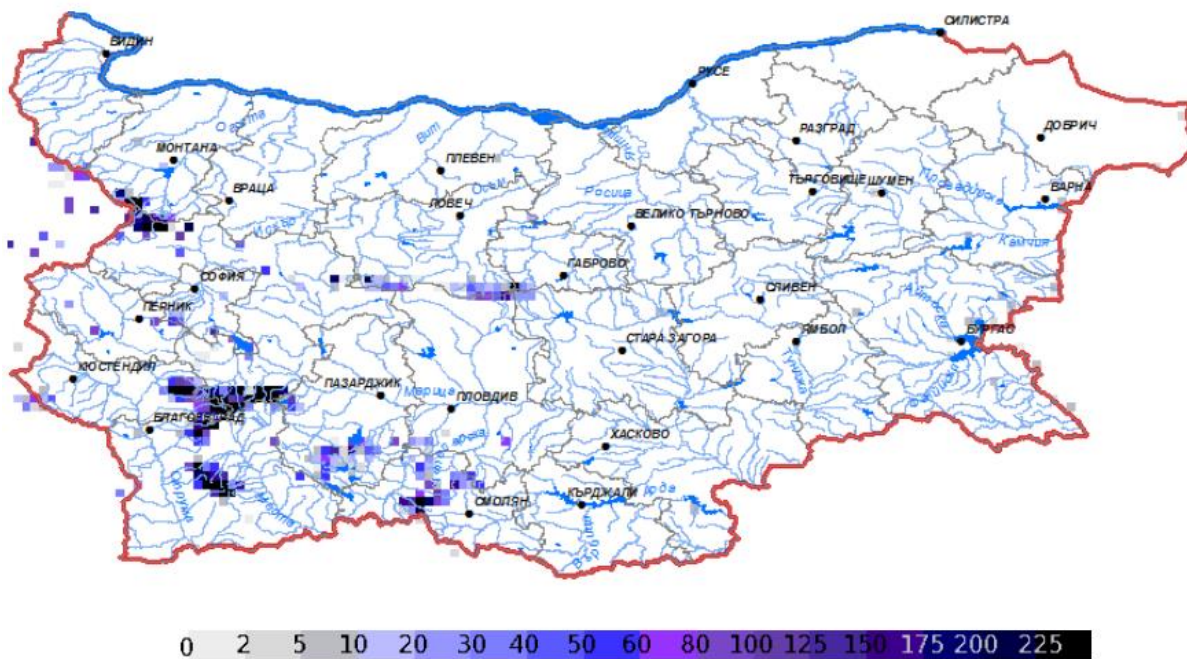 СИЛИСТРА
ВИДИН
РУСЕ
Огоста
Вит
РАЗГРАД
ДОБРИЧ
МОНТАНА
ПЛЕВЕН
Осъм
ВРАЦА
ЛОВЕЧ
Росица
ТЪРГОВИЩЕ
ШУМЕН
ВАРНА
ВЕЛИКО ТЪРНОВО
Камчия
СОФИЯ
ГАБРОВО
ПЕРНИК
СЛИВЕН
СТАРА ЗАГОРА
ЯМБОЛ
БУРГАС
КЮСТЕНДИЛ
ПАЗАРДЖИК
Марица
ПЛОВДИВ
БЛАГОЕВГРАД
ХАСКОВО
Струма
Места
СМОЛЯН
КЪРДЖАЛИ
0 2 5 10 20 30 40 50 60 80 100 125 150 175 200 225